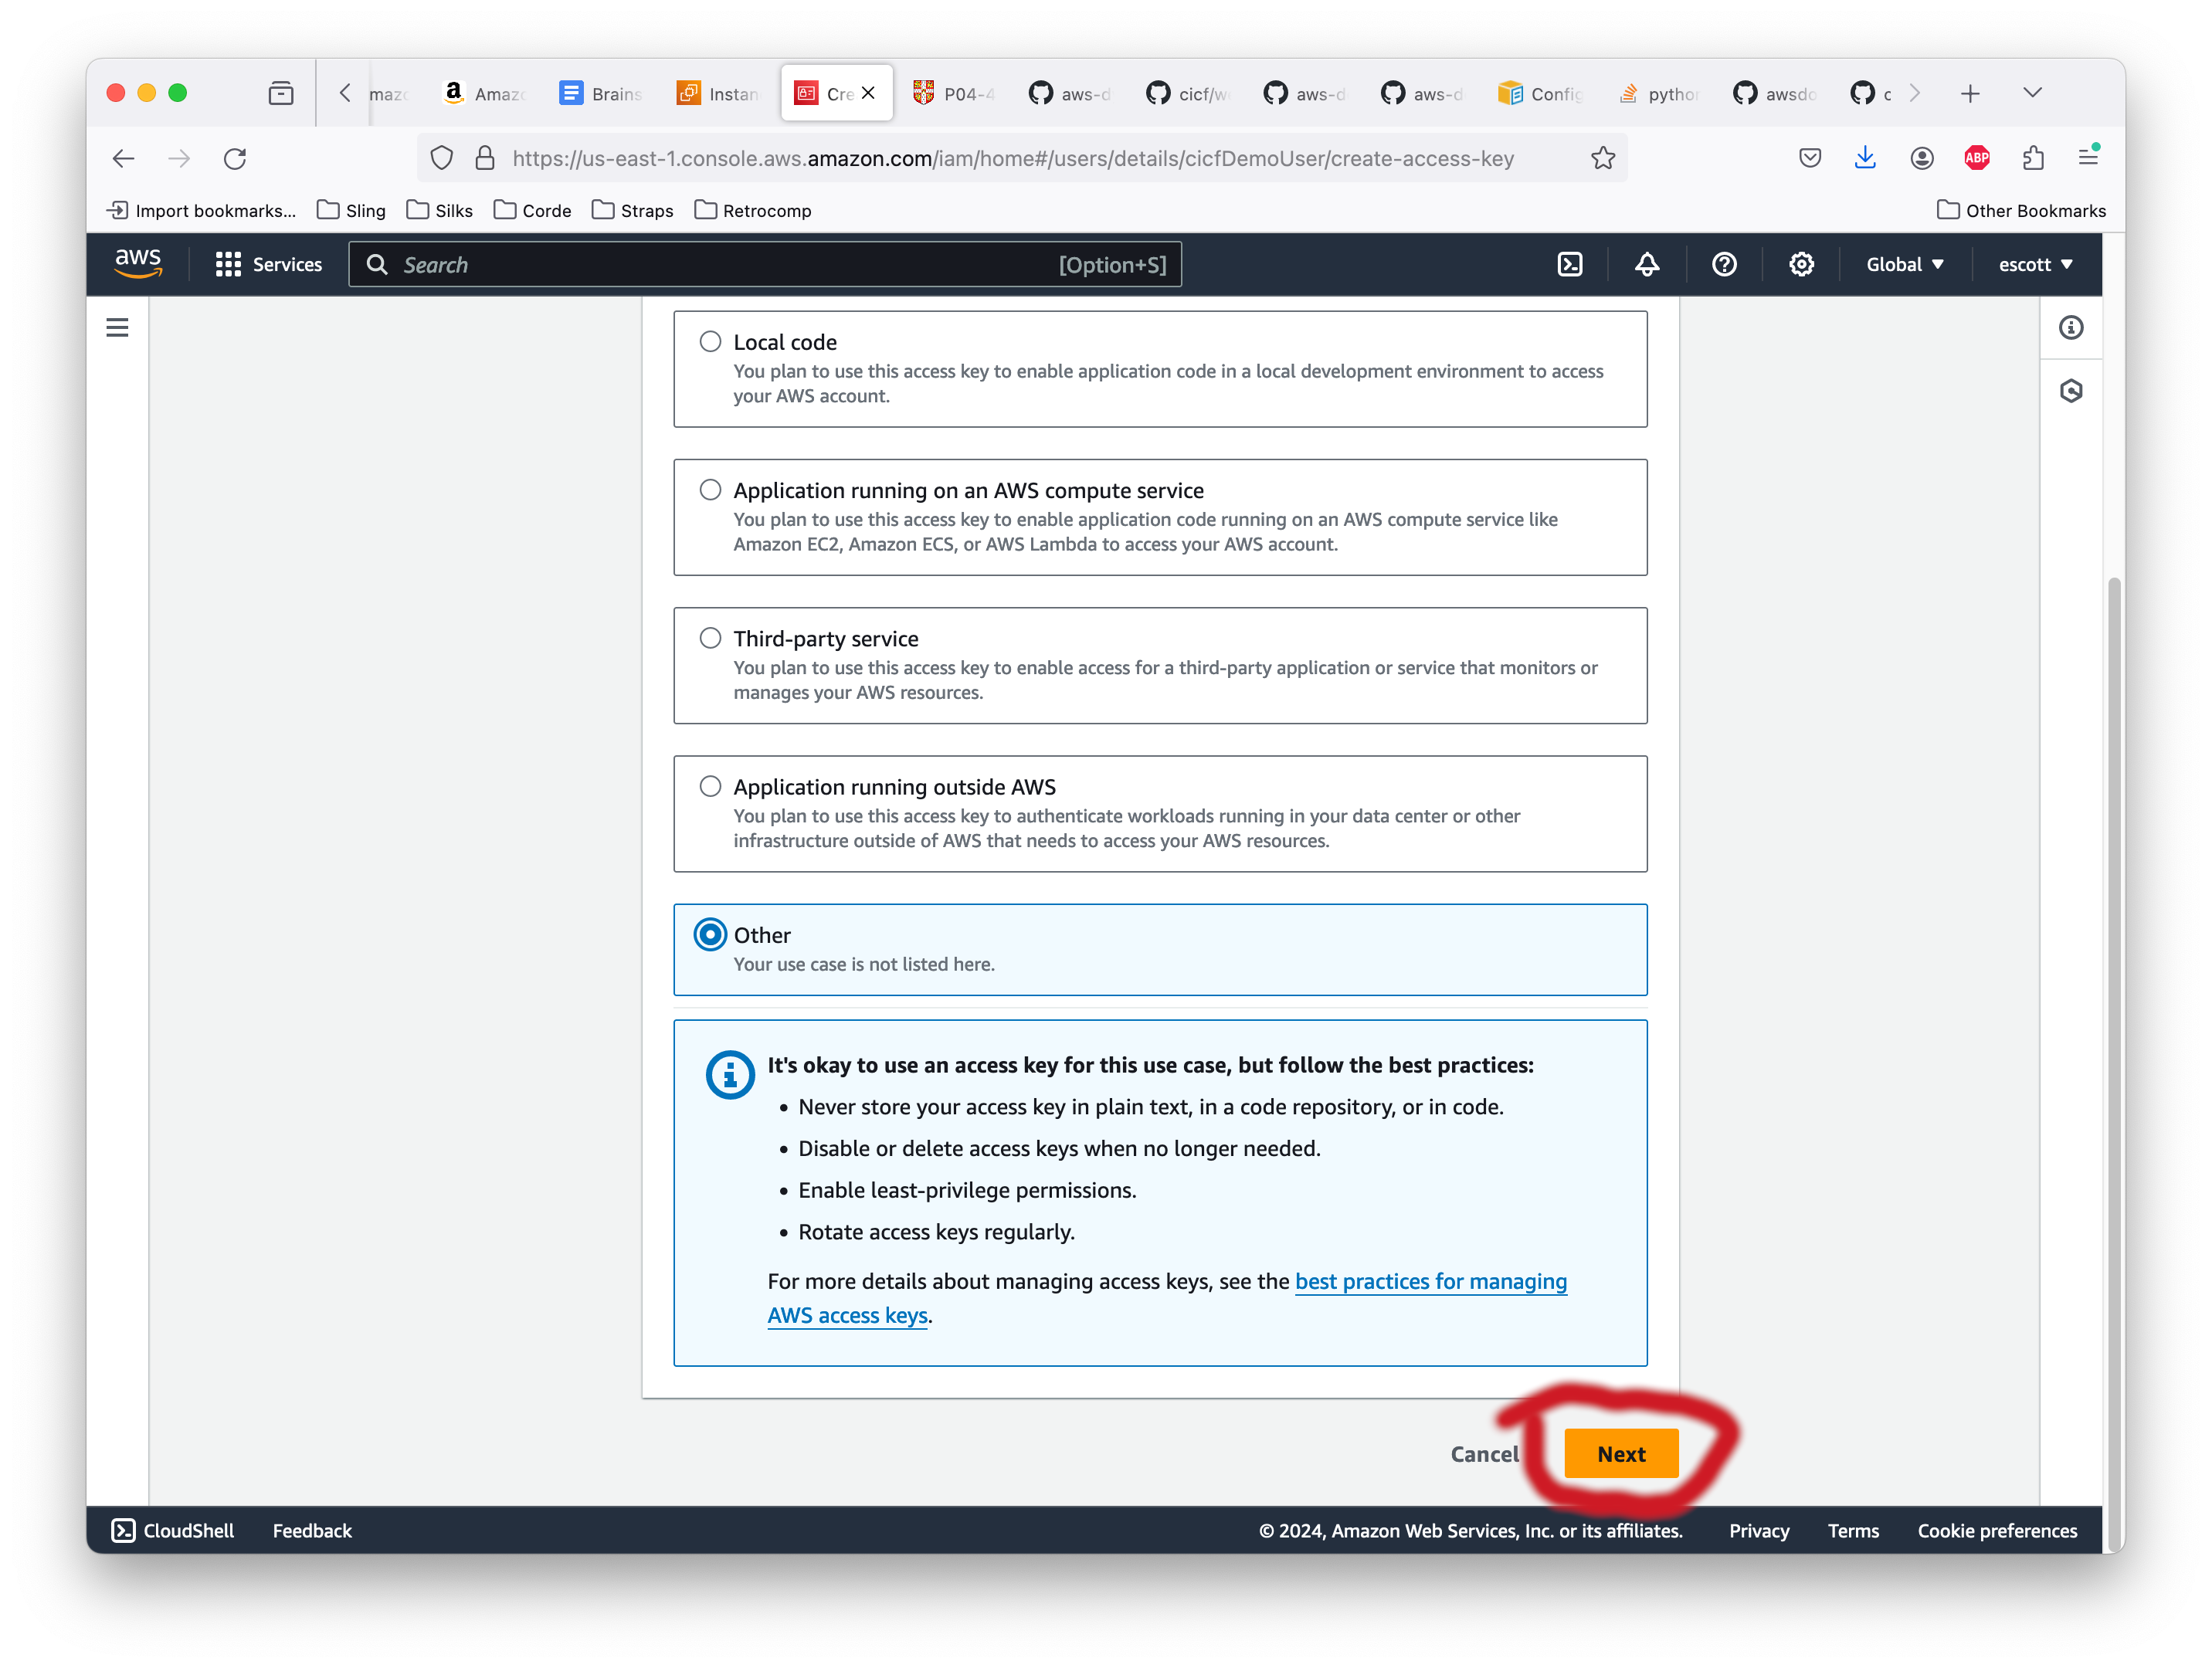 Amaz
Brains
Instan
Cre
P04-4
aws-d
cicf/w
aws-d
aws-d
Config
python
awsdo
c
https://us-east-1.console.aws.amazon.com/iam/home#/users/details/cicfDemoUser/create-access-key
ABP
Import bookmarks...
Sling
Silks
Corde
Straps
Retrocomp
Other Bookmarks
aws
Services
Search
[Option+S]
Global
escott
Local code
You plan to use this access key to enable application code in a local development environment to access
your AWS account.
Application running on an AWS compute service
You plan to use this access key to enable application code running on an AWS compute service like
Amazon EC2, Amazon ECS, or AWS Lambda to access your AWS account.
Third-party service
You plan to use this access key to enable access for a third-party application or service that monitors or
manages your AWS resources.
Application running outside AWS
You plan to use this access key to authenticate workloads running in your data center or other
infrastructure outside of AWS that needs to access your AWS resources.
Other
Your use case is not listed here.
It's okay to use an access key for this use case, but follow the best practices:
• Never store your access key in plain text, in a code repository, or in code.
• Disable or delete access keys when no longer needed.
• Enable least-privilege permissions.
• Rotate access keys regularly.
For more details about managing access keys, see the best practices for managing
AWS access keys.
Cancel
Next
CloudShell
Feedback
© 2024, Amazon Web Services, Inc. or its affiliates.
Privacy
Terms
Cookie preferences